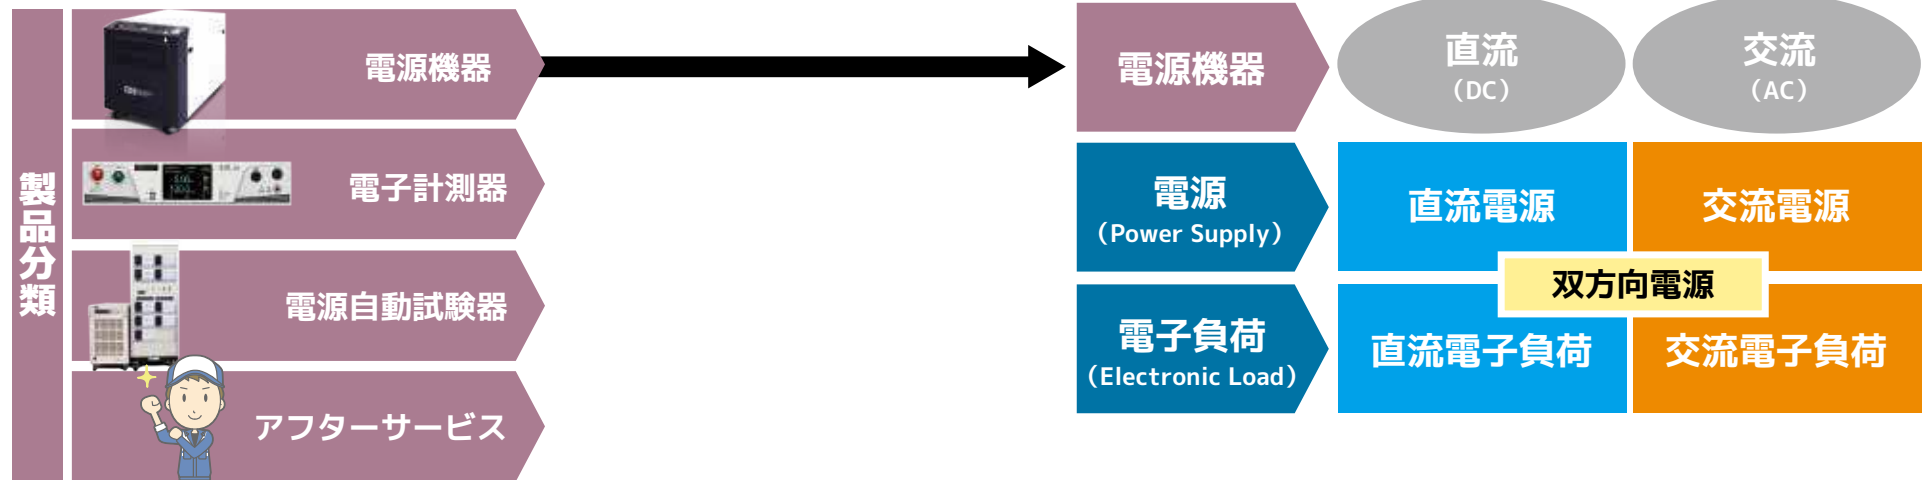 製品分類
電源機器
電子計測器
電源自動試験器
アフターサービス
電源機器
直流
（DC）
交流
（AC）
電源
（Power Supply）
直流電源
交流電源
双方向電源
電子負荷
（Electronic Load）
直流電子負荷
交流電子負荷